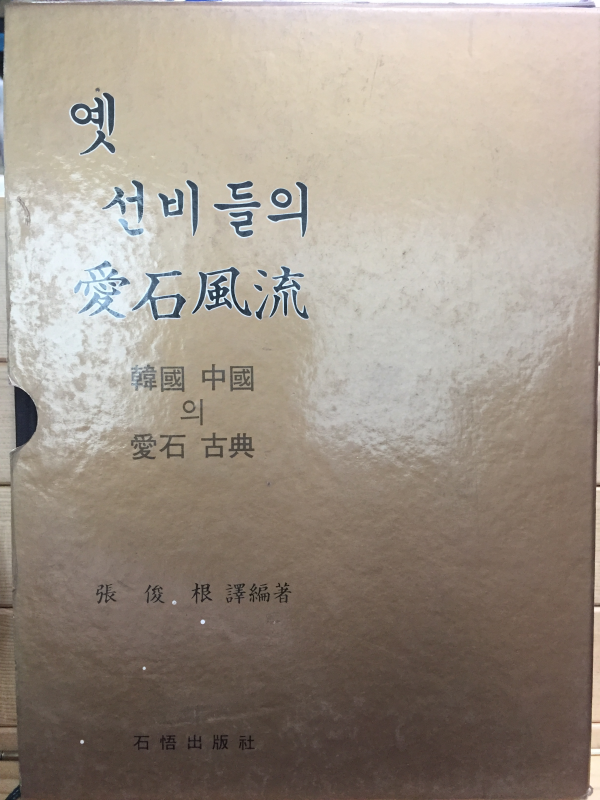 옛
선비들의
愛石風流
韓國 中國
의
愛石 古典
張 俊 根 譯編著
石悟出版社